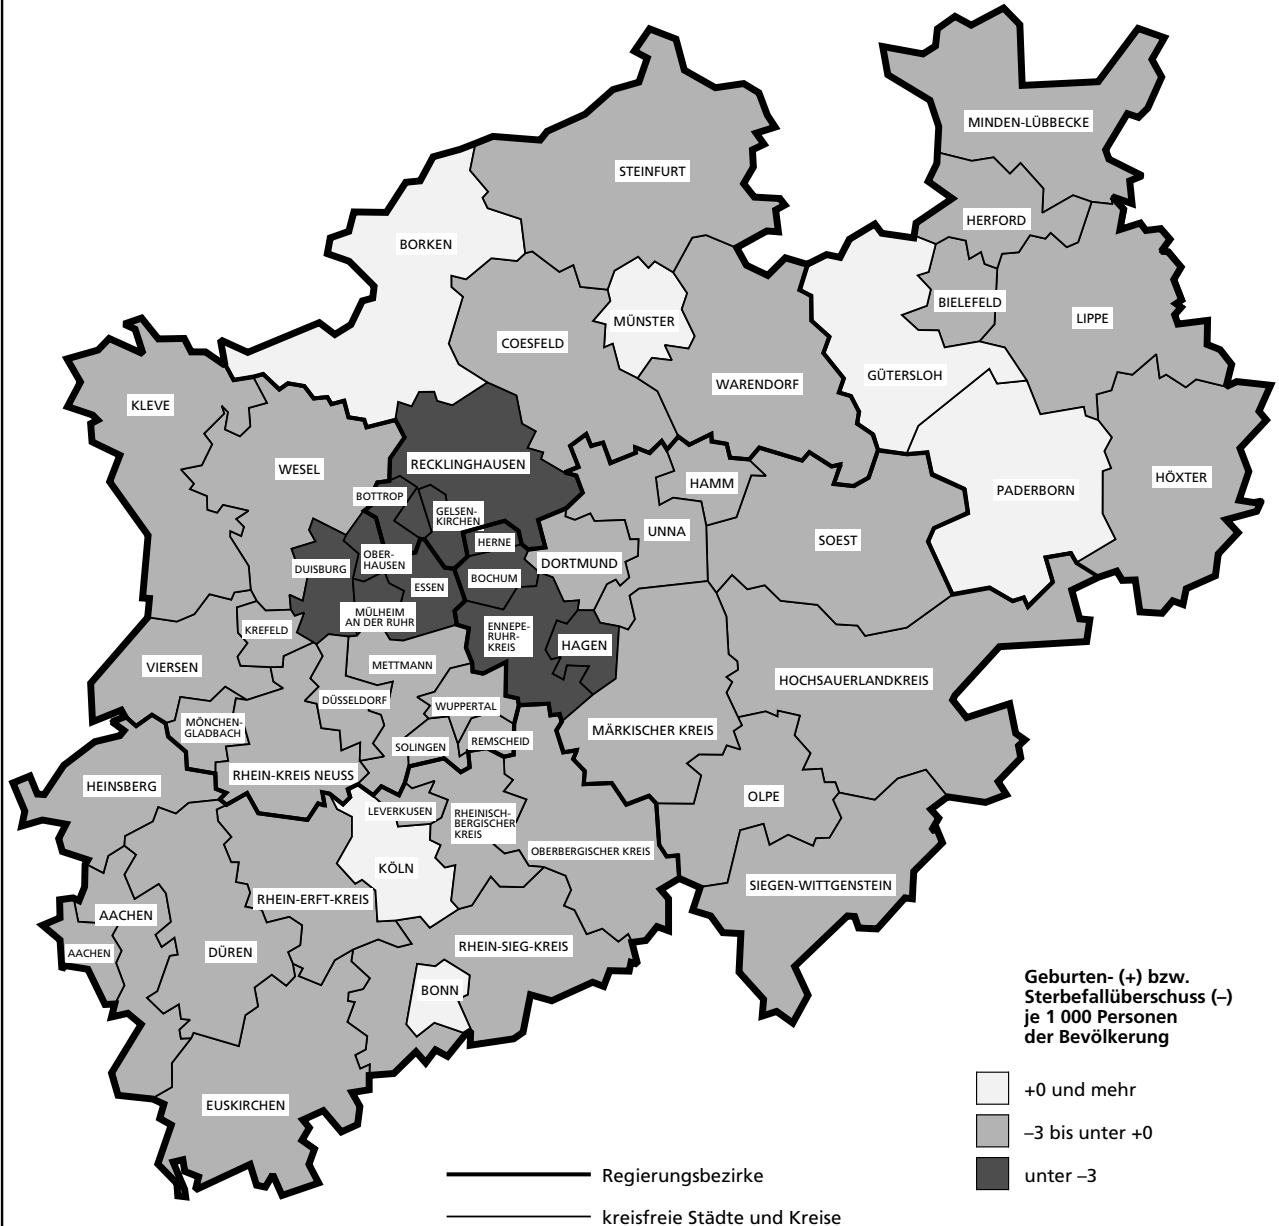 MINDEN-LÜBBECKE
STEINFURT
HERFORD
BORKEN
BIELEFELD
LIPPE
MÜNSTER
COESFELD
GÜTERSLOH
WARENDORF
KLEVE
RECKLINGHAUSEN
WESEL
HÖXTER
HAMM
PADERBORN
BOTTROP
GELSEN-
KIRCHEN
UNNA
SOEST
HERNE
OBER-
HAUSEN
DORTMUND
DUISBURG
BOCHUM
ESSEN
MÜLHEIM
AN DER RUHR
KREFELD
ENNEPE-
RUHR-
KREIS
HAGEN
VIERSEN
METTMANN
HOCHSAUERLANDKREIS
DÜSSELDORF
WUPPERTAL
MÖNCHEN-
GLADBACH
MÄRKISCHER KREIS
SOLINGEN
REMSCHEID
RHEIN-KREIS NEUSS
HEINSBERG
OLPE
LEVERKUSEN
RHEINISCH-
BERGISCHER
KREIS
OBERBERGISCHER KREIS
KÖLN
SIEGEN-WITTGENSTEIN
RHEIN-ERFT-KREIS
AACHEN
RHEIN-SIEG-KREIS
AACHEN
DÜREN
BONN
EUSKIRCHEN
Geburten- (+) bzw.
Sterbefallüberschuss (–)
je 1 000 Personen
der Bevölkerung
+0 und mehr
–3 bis unter +0
unter –3
Regierungsbezirke
kreisfreie Städte und Kreise